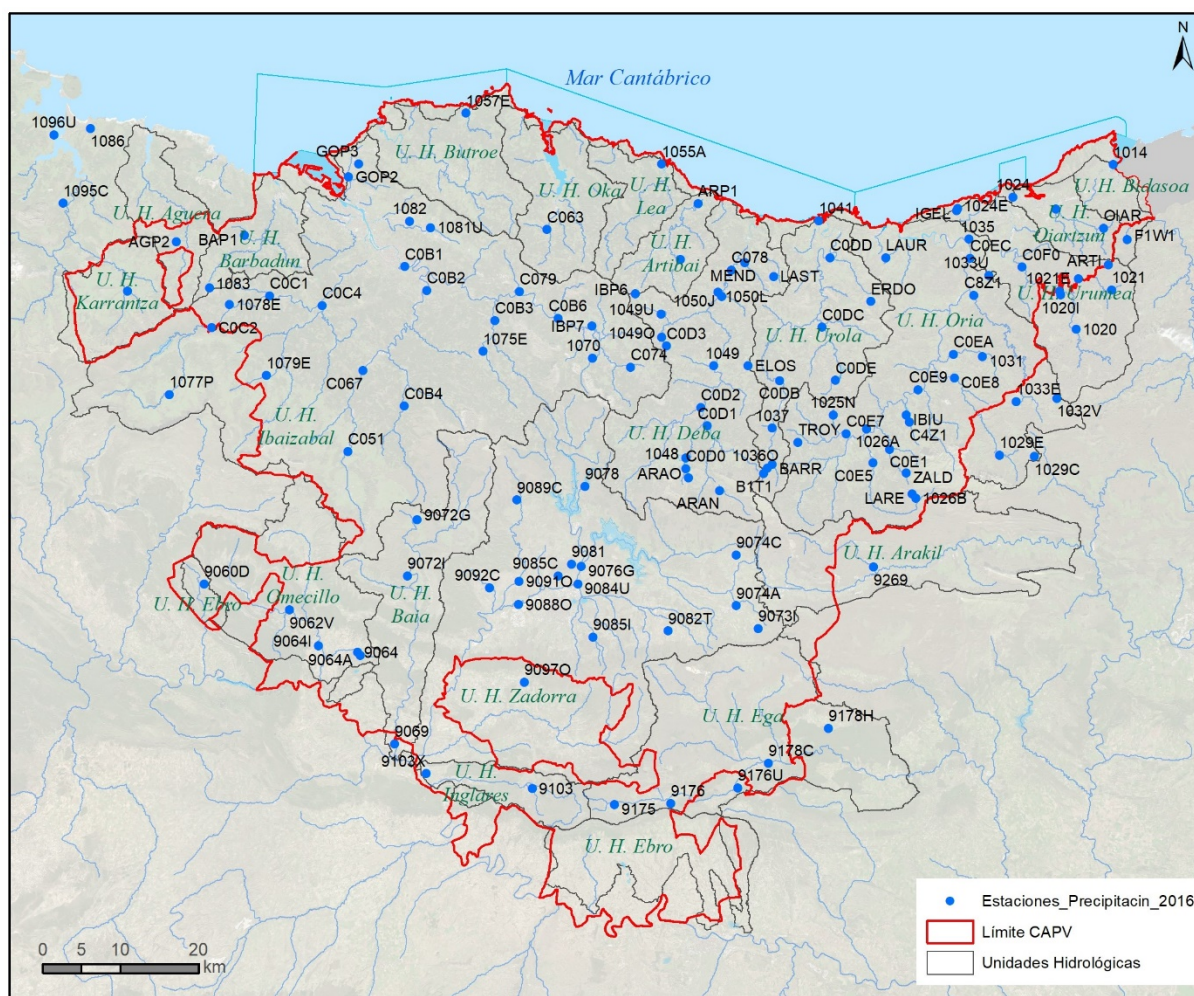 N
Mar Cantábrico
1057E
1096U
1086
GOP3
GOP2
U. H. Butroe
1055A
1014
U. H. Oka
U. H.
Lea
U. H. Bidasoa
1095C
U. H. Aguera
ARP1
1024
1024E
IGEL
1041
U. H.
Oiartzun
OIAR
AGP2
BAP1
U. H.
Barbadun
1082
1081U
C063
1035
F1W1
U. H.
Karrantza
C0B1
U. H.
Artibai
C078
MEND
LAST
C0DD
LAUR
C0EC
1033U
C0F0
ARTI
1021E
1021
1083
1078E
C0C1
C0C4
C0B2
C079
IBP6
1050J
1050L
ERDO
C8Z1
U. H. Urumea
1020I
C0C2
C0B3
C0B6
IBP7
1049U
1049O
C0D3
C0DC
U. H. Urola
U. H. Oria
1020
1075E
1070
C074
1049
ELOS
C0EA
1031
1079E
C067
C0DB
C0DE
C0E9
C0E8
1077P
C0B4
U. H.
Ibaizabal
C0D2
C0D1
U. H. Deba
1037
1025N
TROY
C0E7
IBIU
C4Z1
1033E
1032V
C051
1048
C0D0
ARAO
1036O
BARR
B1T1
1026A
C0E5
C0E1
ZALD
1029E
1029C
9078
9089C
ARAN
LARE
1026B
9072G
9074C
U. H. Arakil
9269
9060D
U. H. Ebro
U. H.
Omecillo
9072I
U. H.
Baia
9092C
9085C
9091O
9088O
9081
9076G
9084U
9074A
9062V
9064I
9064A
9064
9085I
9082T
9073I
9097O
U. H. Zadorra
U. H. Ega
9178H
9069
9103X
U. H.
Inglares
9103
9175
9176
9176U
9178C
U. H. Ebro
Estaciones_Precipitacin_2016
Límite CAPV
Unidades Hidrológicas
0 10 20
km